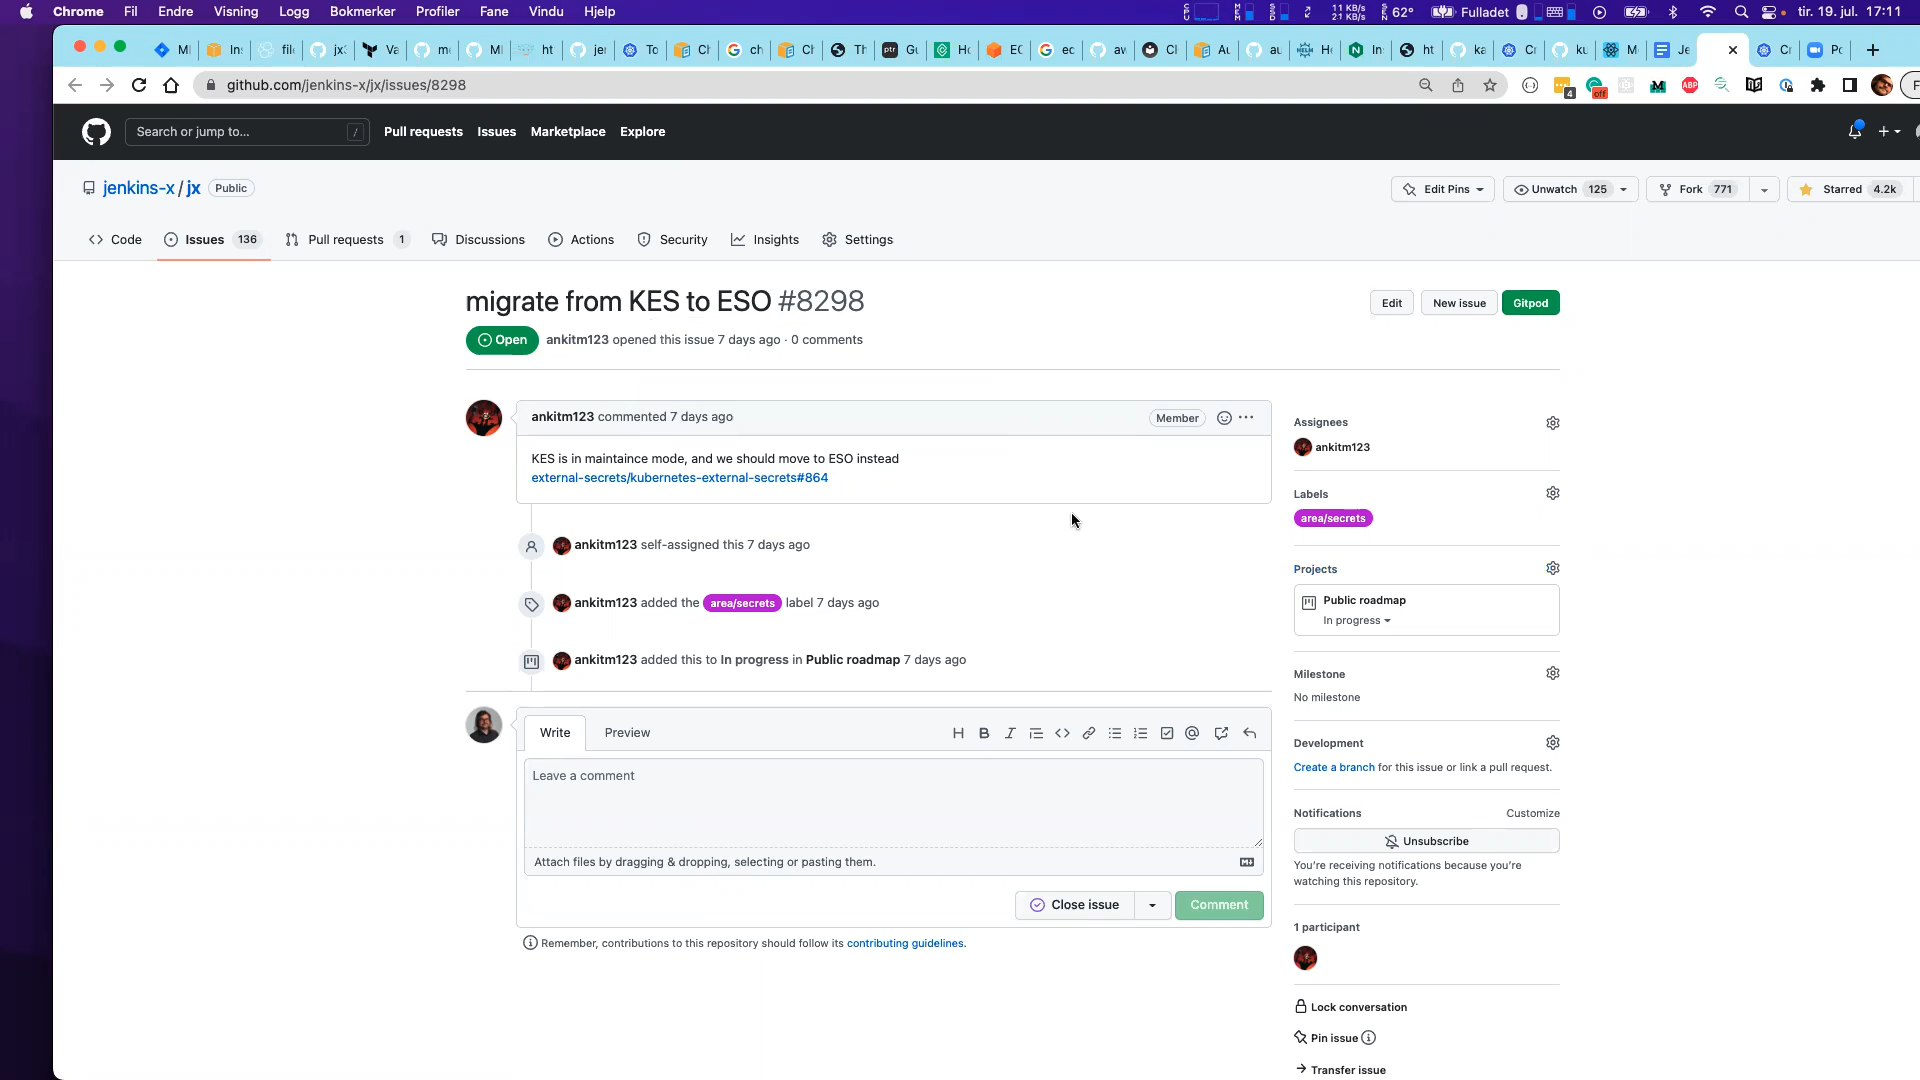 Chrome Fil Endre Visning Logg Bokmerker Profiler Fane Vindu Hjelp 11 KB/s 2.1 KB/s 62° Fulladet tir. 19. jul. 17:11
github.com/jenkins-x/jx/issues/8298
Search or jump to... / Pull requests Issues Marketplace Explore
jenkins-x / jx Public Edit Pins Unwatch 125 Fork 771 Starred 4.2k
Code Issues 136 Pull requests 1 Discussions Actions Security Insights Settings
migrate from KES to ESO #8298 Edit New issue Gitpod
Open ankitm123 opened this issue 7 days ago · 0 comments
ankitm123 commented 7 days ago Member
KES is in maintaince mode, and we should move to ESO instead
external-secrets/kubernetes-external-secrets#864
ankitm123 self-assigned this 7 days ago
ankitm123 added the area/secrets label 7 days ago
ankitm123 added this to In progress in Public roadmap 7 days ago
Write Preview
Leave a comment
Attach files by dragging & dropping, selecting or pasting them.
Close issue Comment
Remember, contributions to this repository should follow its contributing guidelines.
Assignees
ankitm123
Labels
area/secrets
Projects
Public roadmap
In progress
Milestone
No milestone
Development
Create a branch for this issue or link a pull request.
Notifications Customize
Unsubscribe
You're receiving notifications because you're
watching this repository.
1 participant
Lock conversation
Pin issue
Transfer issue